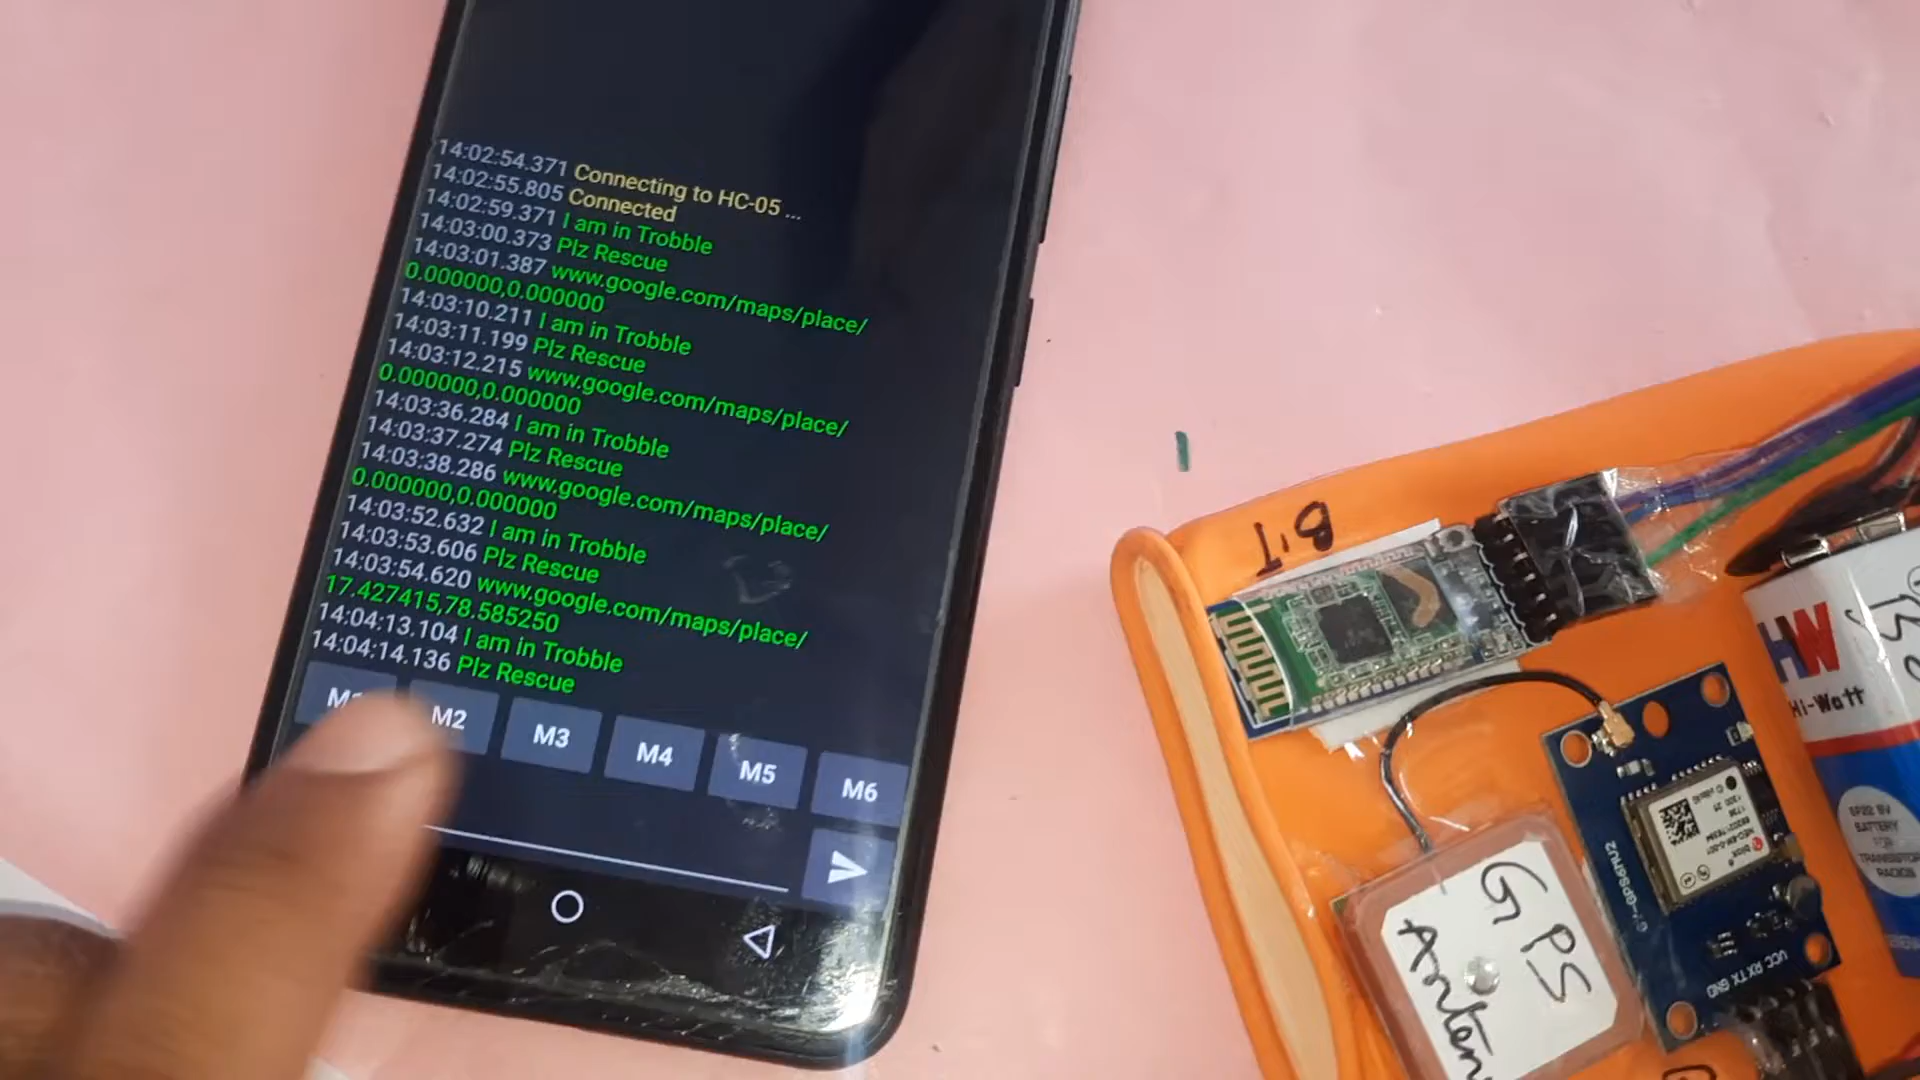 14:02:54.371 Connecting to HC-05 ...
14:02:55.805 Connected
14:02:59.371 I am in Trobble
14:03:00.373 Plz Rescue
14:03:01.387 www.google.com/maps/place/
0.000000,0.000000
14:03:10.211 I am in Trobble
14:03:11.199 Plz Rescue
14:03:12.215 www.google.com/maps/place/
0.000000,0.000000
14:03:36.284 I am in Trobble
14:03:37.274 Plz Rescue
14:03:38.286 www.google.com/maps/place/
0.000000,0.000000
14:03:52.632 I am in Trobble
14:03:53.606 Plz Rescue
14:03:54.620 www.google.com/maps/place/
17.427415,78.585250
14:04:13.104 I am in Trobble
14:04:14.136 Plz Rescue
M2 M3 M4 M5 M6
B.T
HW
Hi-Watt
BATTERY
FOR
TRANSISTOR
RADIOS
VCC RX TX GND
GPS
Anten